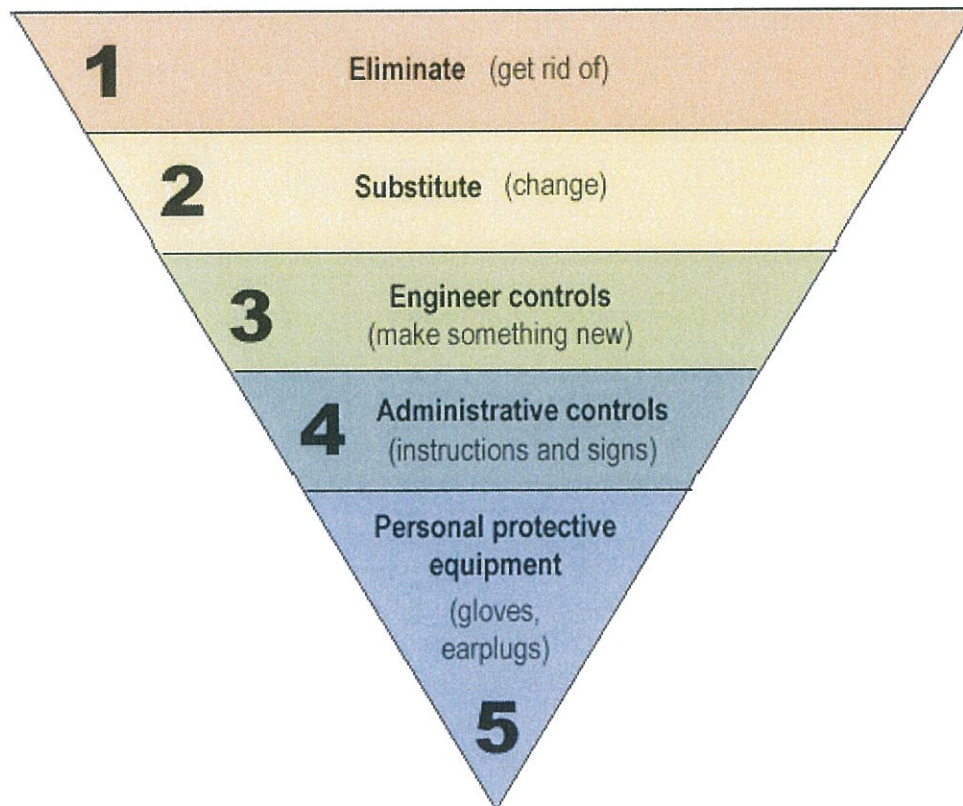 1 Eliminate (get rid of)
2 Substitute (change)
3 Engineer controls
(make something new)
4 Administrative controls
(instructions and signs)
Personal protective
equipment
(gloves,
earplugs)
5